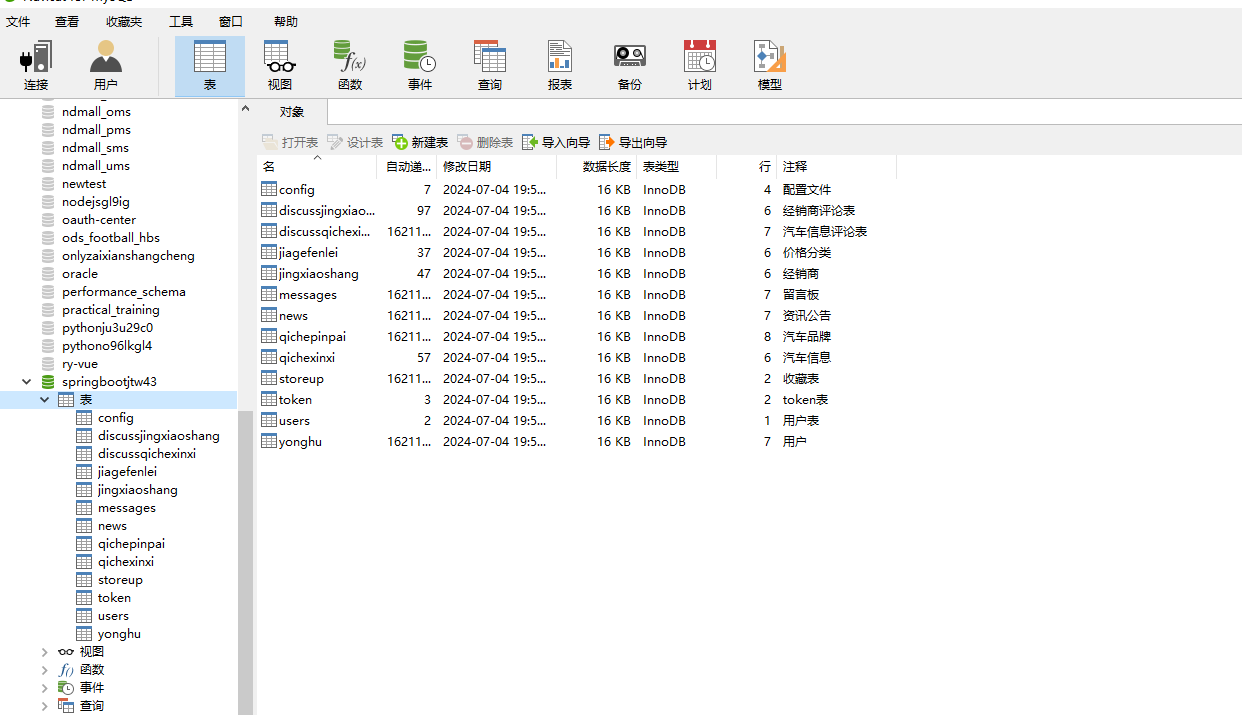 文件 查看 收藏夹 工具 窗口 帮助
连接 用户 表 视图 函数 事件 查询 报表 备份 计划 模型
ndmall_oms
ndmall_pms
ndmall_sms
ndmall_ums
newtest
nodejsgl9ig
oauth-center
ods_football_hbs
onlyzaixianshangcheng
oracle
performance_schema
practical_training
pythonju3u29c0
pythono96lkgl4
ry-vue
springbootjtw43
表
config
discussjingxiaoshang
discussqichexinxi
jiagefenlei
jingxiaoshang
messages
news
qichepinpai
qichexinxi
storeup
token
users
yonghu
视图
函数
事件
查询
对象
打开表 设计表 新建表 删除表 导入向导 导出向导
名 自动递... 修改日期 数据长度 表类型 行 注释
config 7 2024-07-04 19:5... 16 KB InnoDB 4 配置文件
discussjingxiao... 97 2024-07-04 19:5... 16 KB InnoDB 6 经销商评论表
discussqichexi... 16211... 2024-07-04 19:5... 16 KB InnoDB 7 汽车信息评论表
jiagefenlei 37 2024-07-04 19:5... 16 KB InnoDB 6 价格分类
jingxiaoshang 47 2024-07-04 19:5... 16 KB InnoDB 6 经销商
messages 16211... 2024-07-04 19:5... 16 KB InnoDB 7 留言板
news 16211... 2024-07-04 19:5... 16 KB InnoDB 7 资讯公告
qichepinpai 16211... 2024-07-04 19:5... 16 KB InnoDB 8 汽车品牌
qichexinxi 57 2024-07-04 19:5... 16 KB InnoDB 6 汽车信息
storeup 16211... 2024-07-04 19:5... 16 KB InnoDB 2 收藏表
token 3 2024-07-04 19:5... 16 KB InnoDB 2 token表
users 2 2024-07-04 19:5... 16 KB InnoDB 1 用户表
yonghu 16211... 2024-07-04 19:5... 16 KB InnoDB 7 用户